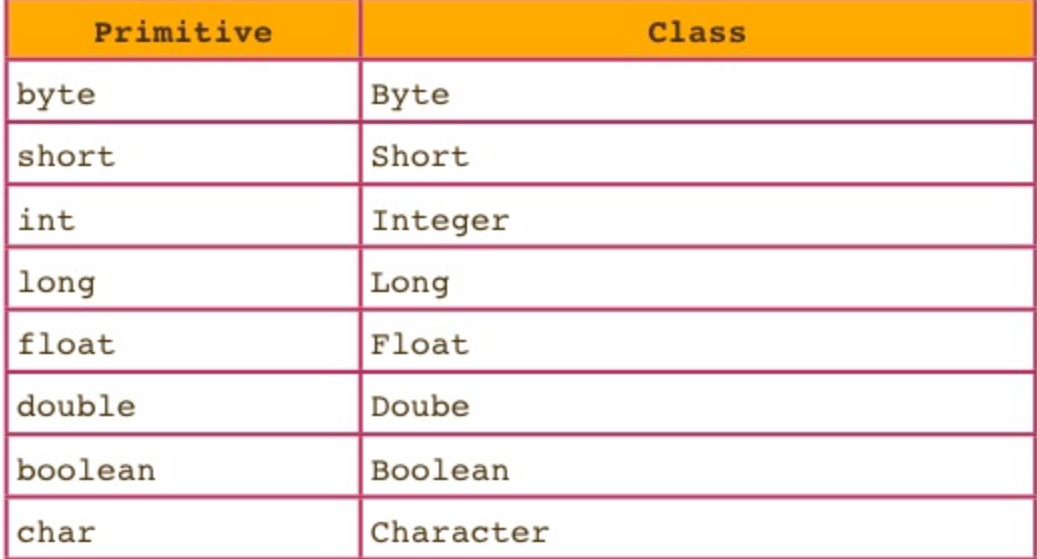 Primitive Class
byte Byte
short Short
int Integer
long Long
float Float
double Doube
boolean Boolean
char Character